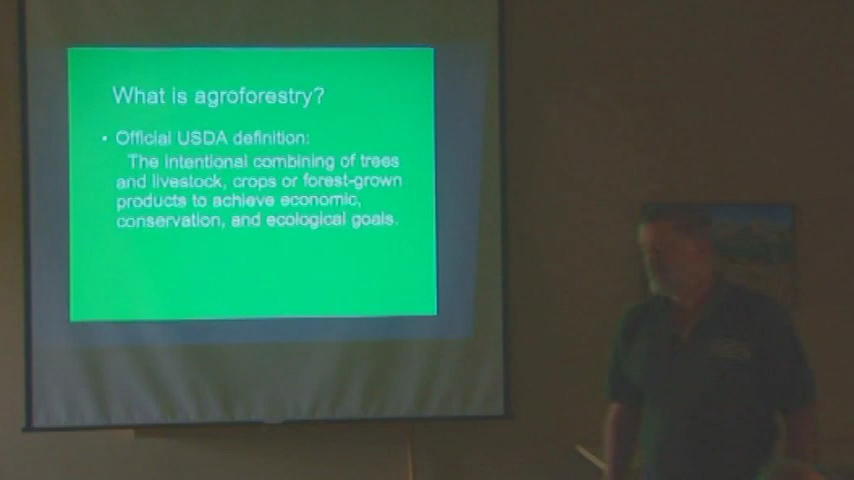 What is agroforestry?
• Official USDA definition:
The Intentional combining of trees
and livestock, crops or forest-grown
products to achieve economic,
conservation, and ecological goals.